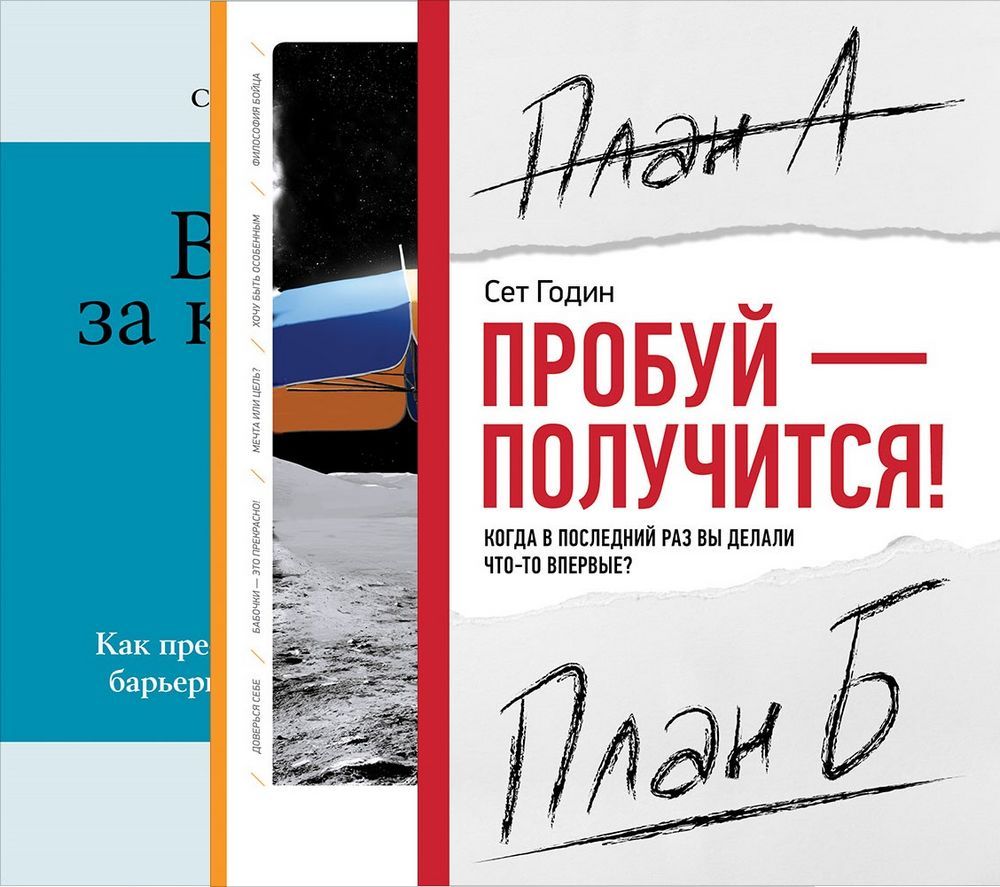 С
В
за к
Как пре
барьер
/ ДОВЕРЬСЯ СЕБЕ / БАБОЧКИ — ЭТО ПРЕКРАСНО! / МЕЧТА ИЛИ ЦЕЛЬ? / ХОЧУ БЫТЬ ОСОБЕННЫМ / ФИЛОСОФИЯ БОЙЦА /
План А
Сет Годин
ПРОБУЙ —
ПОЛУЧИТСЯ!
КОГДА В ПОСЛЕДНИЙ РАЗ ВЫ ДЕЛАЛИ
ЧТО-ТО ВПЕРВЫЕ?
План Б